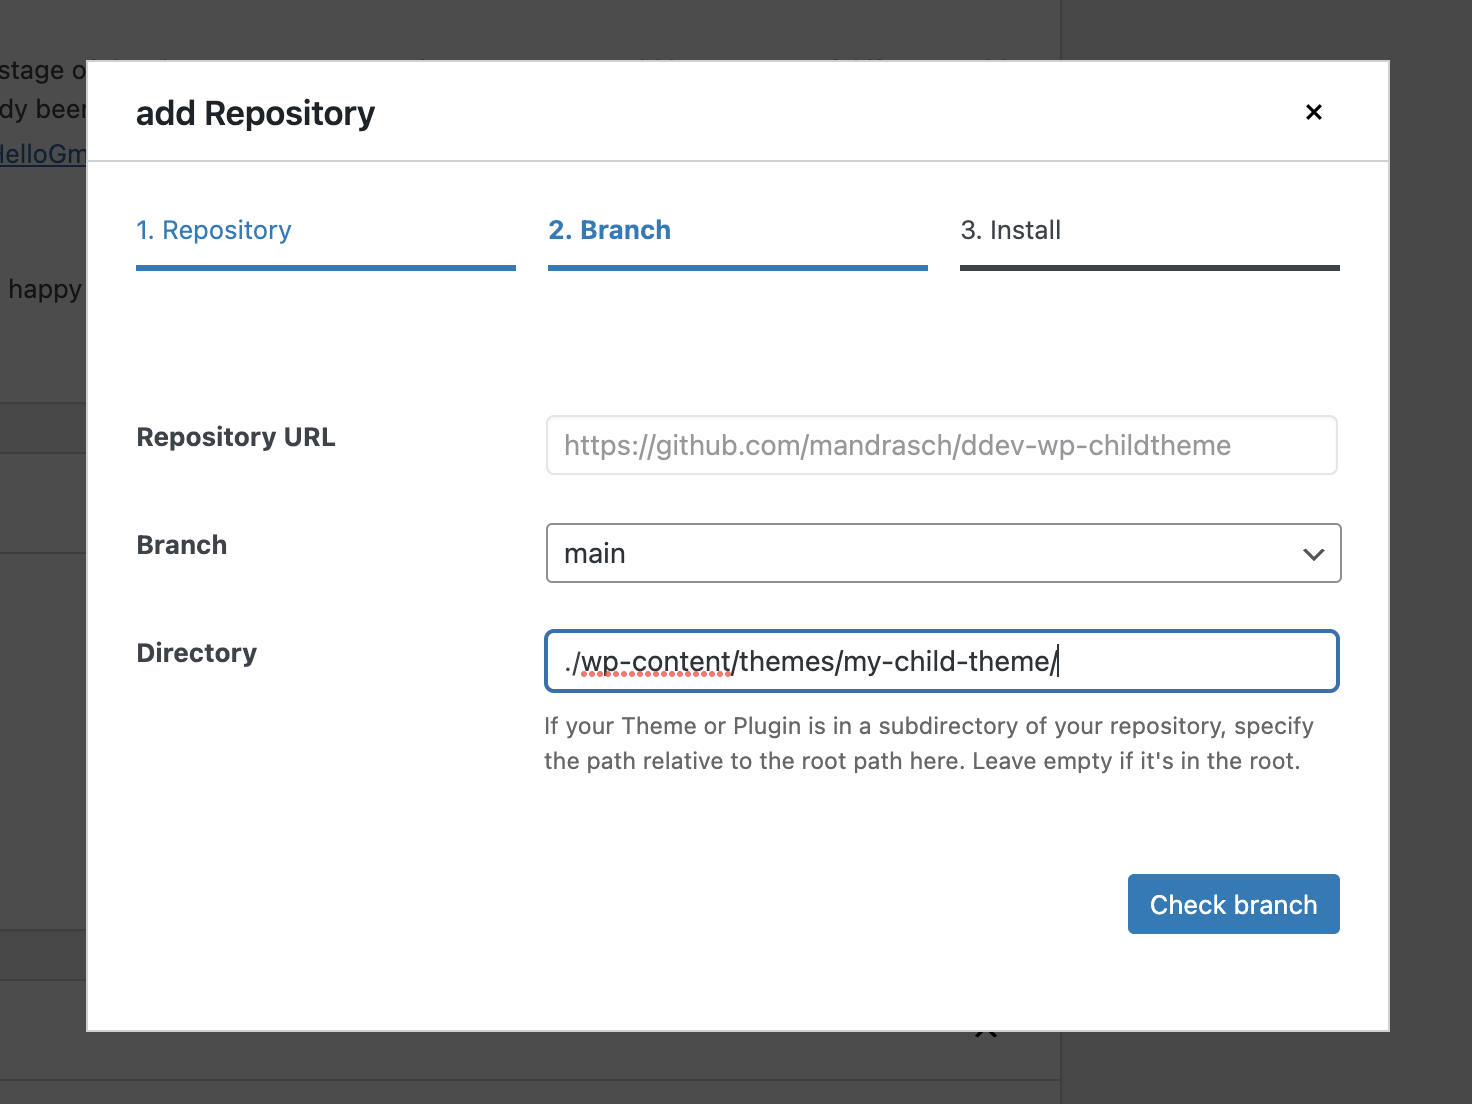 add Repository
1. Repository
2. Branch
3. Install
stage
dy been
HelloGm
happy
Repository URL
https://github.com/mandrasch/ddev-wp-childtheme
Branch
main
Directory
./wp-content/themes/my-child-theme/
If your Theme or Plugin is in a subdirectory of your repository, specify
the path relative to the root path here. Leave empty if it's in the root.
Check branch